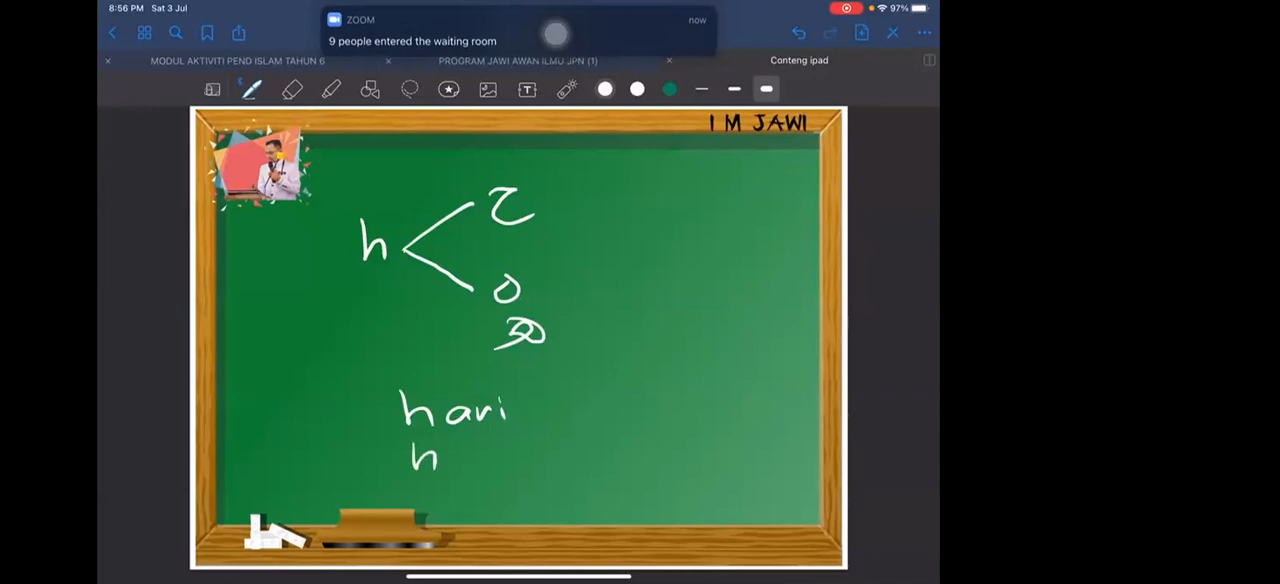 8:56 PM Sat 3 Jul
97%
ZOOM
now
9 people entered the waiting room
MODUL AKTIVITI PEND ISLAM TAHUN 6
PROGRAM JAWI AWAN ILMU JPN (1)
Conteng ipad
T
I M JAWI
h
ح
ه
hari
h